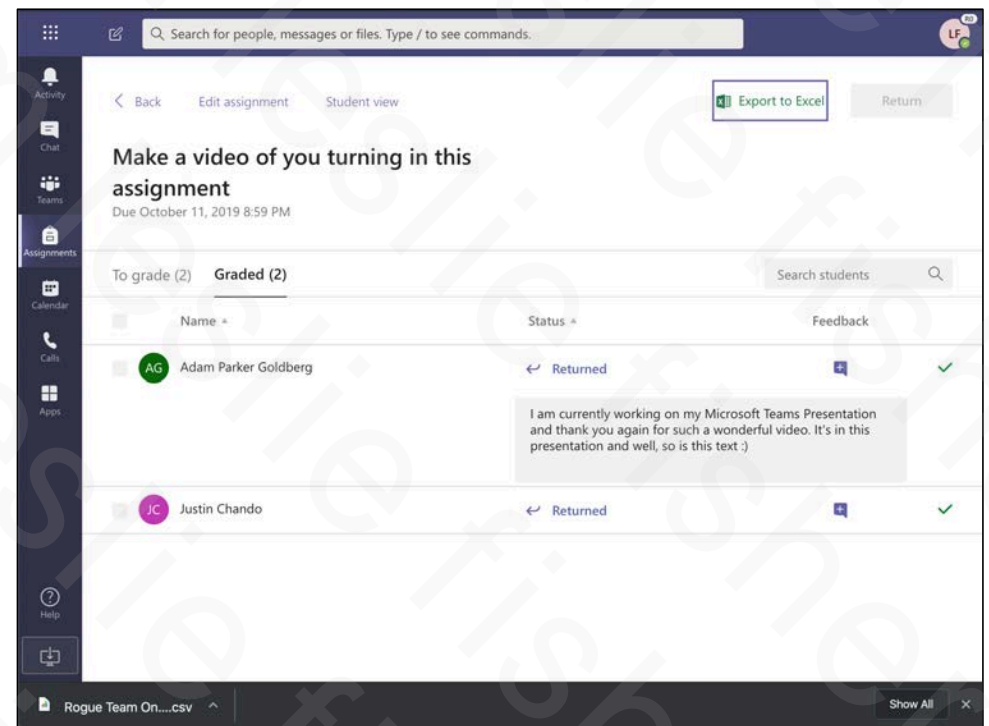 Search for people, messages or files. Type / to see commands.
LF
R0
Activity
Chat
Teams
Assignments
Calendar
Calls
Apps
Help
Back Edit assignment Student view
Export to Excel
Return
Make a video of you turning in this
assignment
Due October 11, 2019 8:59 PM
To grade (2) Graded (2)
Search students
Name Status Feedback
AG Adam Parker Goldberg Returned
I am currently working on my Microsoft Teams Presentation
and thank you again for such a wonderful video. It's in this
presentation and well, so is this text :)
JC Justin Chando Returned
Rogue Team On....csv
Show All
leslie fisher